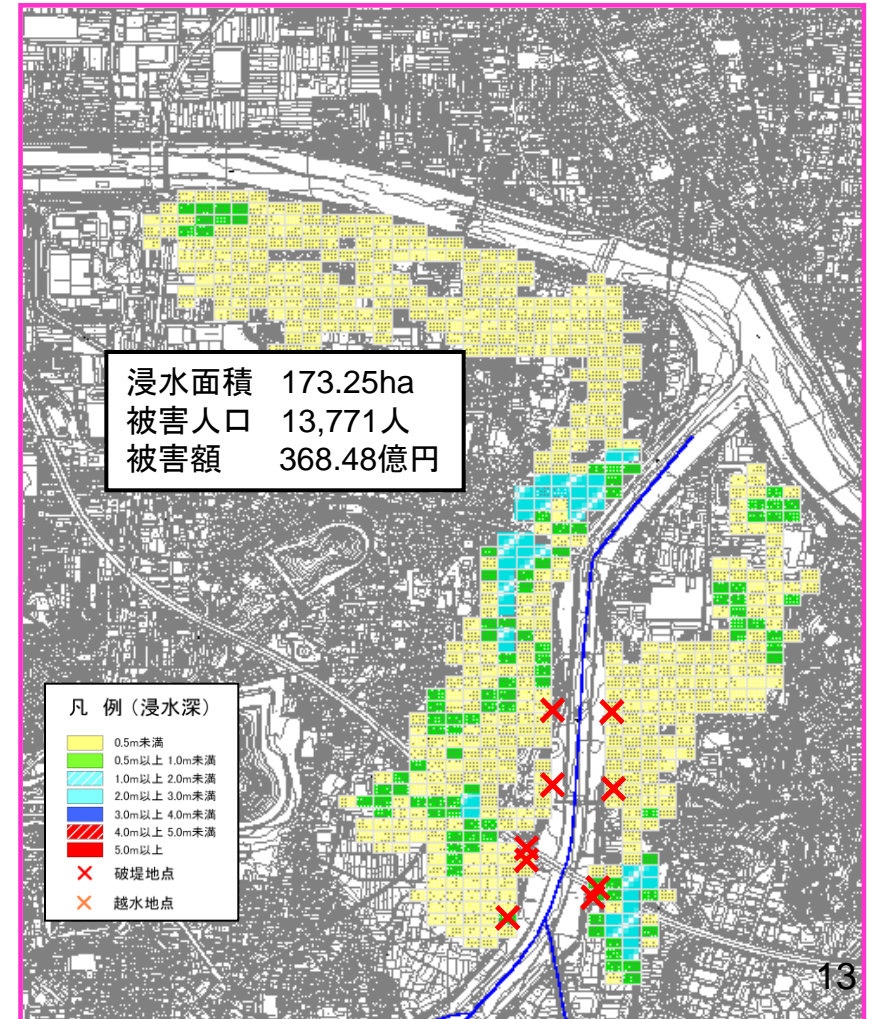 浸水面積 173.25ha
被害人口 13,771人
被害額 368.48億円
凡 例（浸水深）
0.5m未満
0.5m以上 1.0m未満
1.0m以上 2.0m未満
2.0m以上 3.0m未満
3.0m以上 4.0m未満
4.0m以上 5.0m未満
5.0m以上
破堤地点
越水地点
13